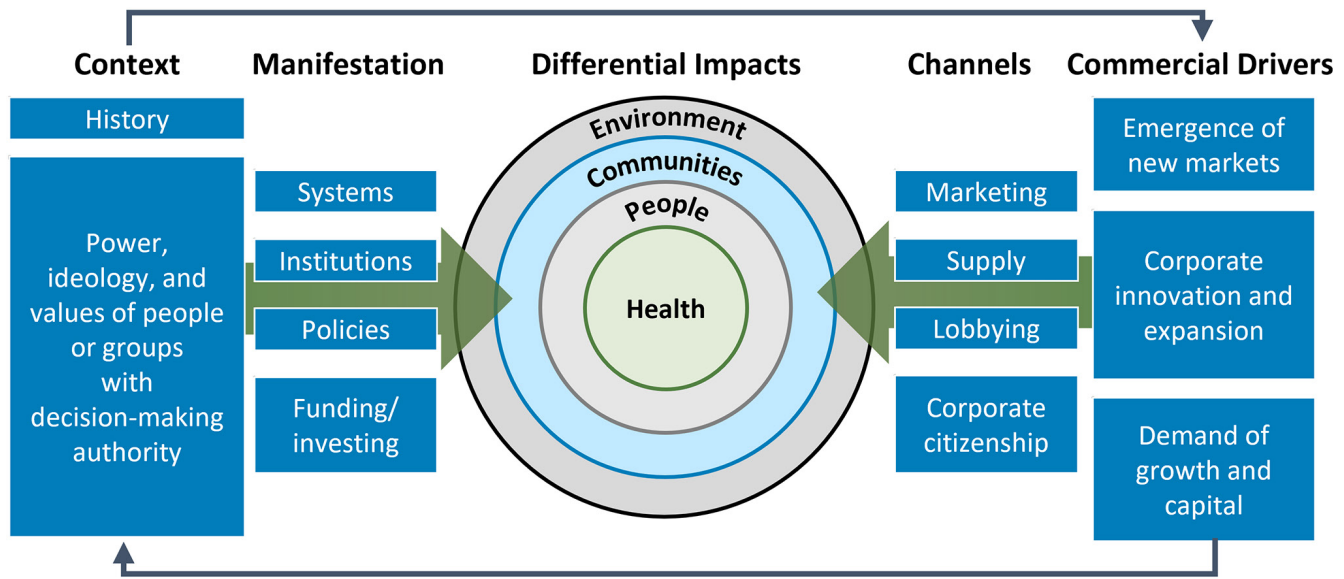 Context
History
Power,
ideology, and
values of people
or groups
with
decision-making
authority
Manifestation
Systems
Institutions
Policies
Funding/
investing
Differential Impacts
Environment
Communities
People
Health
Channels
Marketing
Supply
Lobbying
Corporate
citizenship
Commercial Drivers
Emergence of
new markets
Corporate
innovation and
expansion
Demand of
growth and
capital